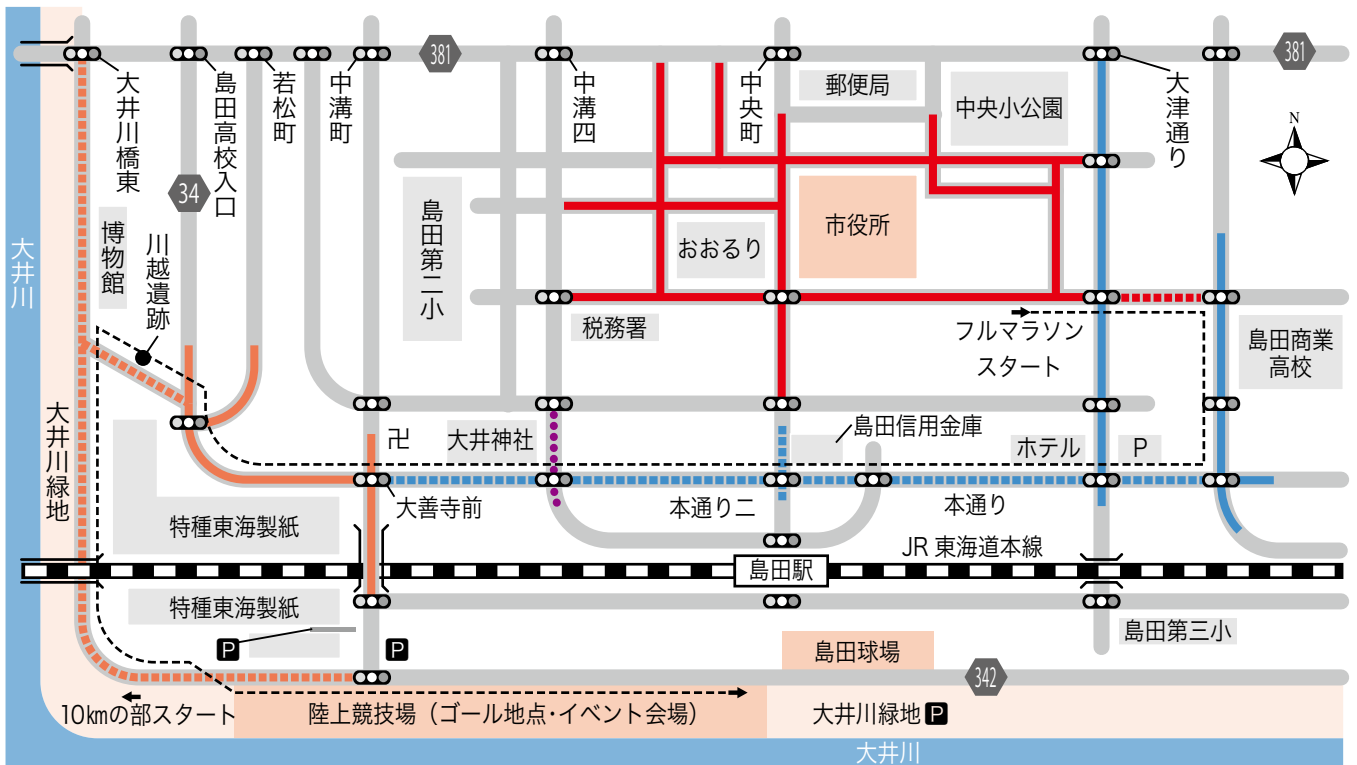 381
381
大井川橋東
島田高校入口
若松町
中溝町
中溝四
中央町
郵便局
中央小公園
大津通り
N
34
博物館
川越遺跡
島田第二小
おおるり
市役所
大井川
税務署
フルマラソン
スタート
島田商業
高校
大井川緑地
卍
大井神社
島田信用金庫
ホテル
P
大善寺前
本通り二
本通り
特種東海製紙
JR東海道本線
島田駅
特種東海製紙
P
P
島田球場
島田第三小
342
10kmの部スタート
陸上競技場（ゴール地点・イベント会場）
大井川緑地 P
大井川